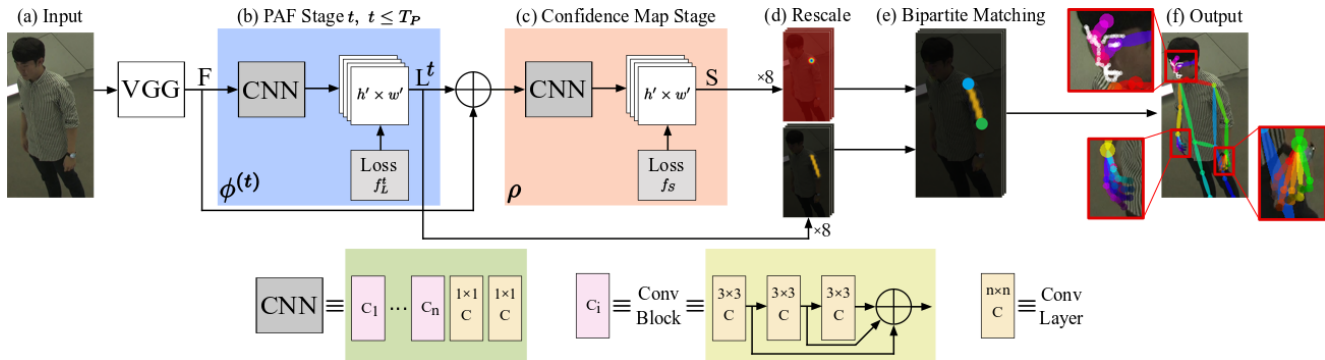 (a) Input
(b) PAF Stage t, t ≤ T_P
(c) Confidence Map Stage
(d) Rescale
(e) Bipartite Matching
(f) Output
VGG
F
CNN
h′ × w′
L^t
CNN
h′ × w′
S
×8
Loss
f_L^t
Loss
f_S
ϕ^(t)
ρ
×8
CNN
≡
C_1
...
C_n
1×1
C
1×1
C
C_i
≡
Conv
Block
≡
3×3
C
3×3
C
3×3
C
n×n
C
≡
Conv
Layer